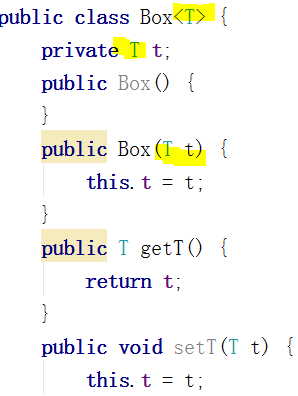 public class Box<T> {
private T t;
public Box() {
}
public Box(T t) {
this.t = t;
}
public T getT() {
return t;
}
public void setT(T t) {
this.t = t;